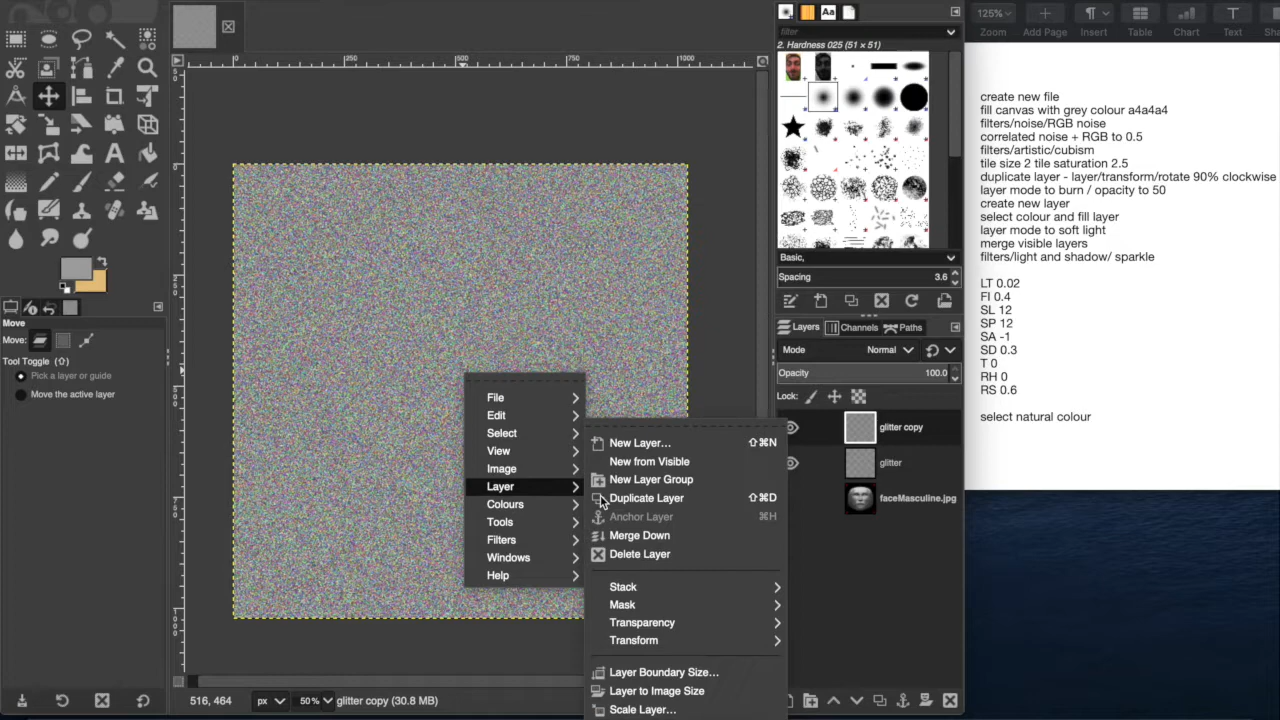 filter
2. Hardness 025 (51 × 51)
Basic,
Spacing 3.6
Layers Channels Paths
Mode Normal
Opacity 100.0
Lock:
glitter copy
glitter
faceMasculine.jpg
0 250 500 750 1000
Move
Move:
Tool Toggle (⇧)
Pick a layer or guide
Move the active layer
File
Edit
Select
View
Image
Layer
Colours
Tools
Filters
Windows
Help
New Layer... ⇧⌘N
New from Visible
New Layer Group
Duplicate Layer ⇧⌘D
Anchor Layer ⌘H
Merge Down
Delete Layer
Stack
Mask
Transparency
Transform
Layer Boundary Size...
Layer to Image Size
Scale Layer...
516, 464 px 50% glitter copy (30.8 MB)
125%
Zoom Add Page Insert Table Chart Text
create new file
fill canvas with grey colour a4a4a4
filters/noise/RGB noise
correlated noise + RGB to 0.5
filters/artistic/cubism
tile size 2 tile saturation 2.5
duplicate layer - layer/transform/rotate 90% clockwise
layer mode to burn / opacity to 50
create new layer
select colour and fill layer
layer mode to soft light
merge visible layers
filters/light and shadow/ sparkle
LT 0.02
FI 0.4
SL 12
SP 12
SA -1
SD 0.3
T 0
RH 0
RS 0.6
select natural colour